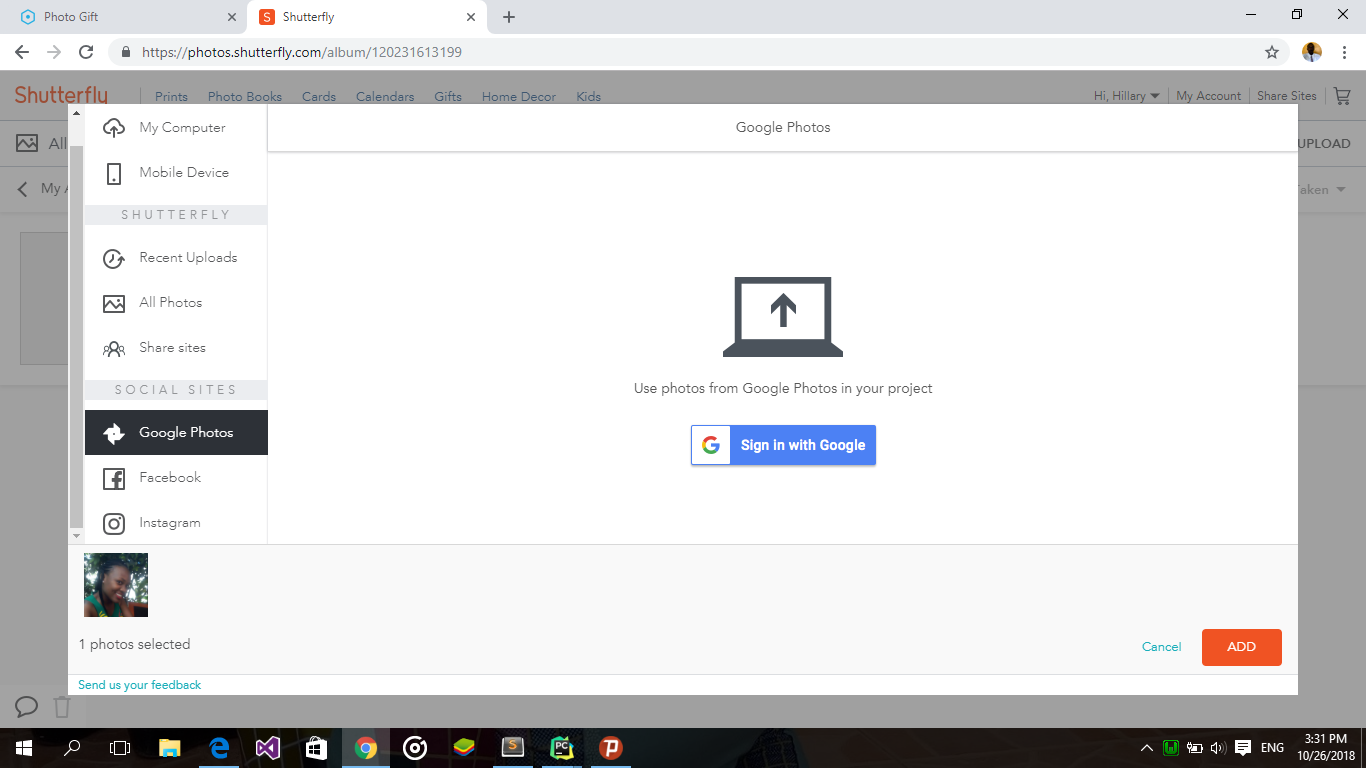 Photo Gift
Shutterfly
https://photos.shutterfly.com/album/120231613199
Shutterfly
Prints Photo Books Cards Calendars Gifts Home Decor Kids
Hi, Hillary My Account Share Sites
All
UPLOAD
My A
Taken
My Computer
Mobile Device
SHUTTERFLY
Recent Uploads
All Photos
Share sites
SOCIAL SITES
Google Photos
Facebook
Instagram
Google Photos
Use photos from Google Photos in your project
G Sign in with Google
1 photos selected
Cancel
ADD
Send us your feedback
ENG
3:31 PM
10/26/2018